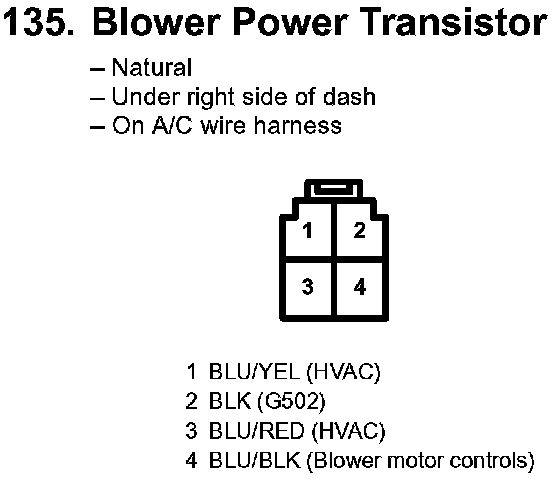 135. Blower Power Transistor
– Natural
– Under right side of dash
– On A/C wire harness
1 2
3 4
1 BLU/YEL (HVAC)
2 BLK (G502)
3 BLU/RED (HVAC)
4 BLU/BLK (Blower motor controls)